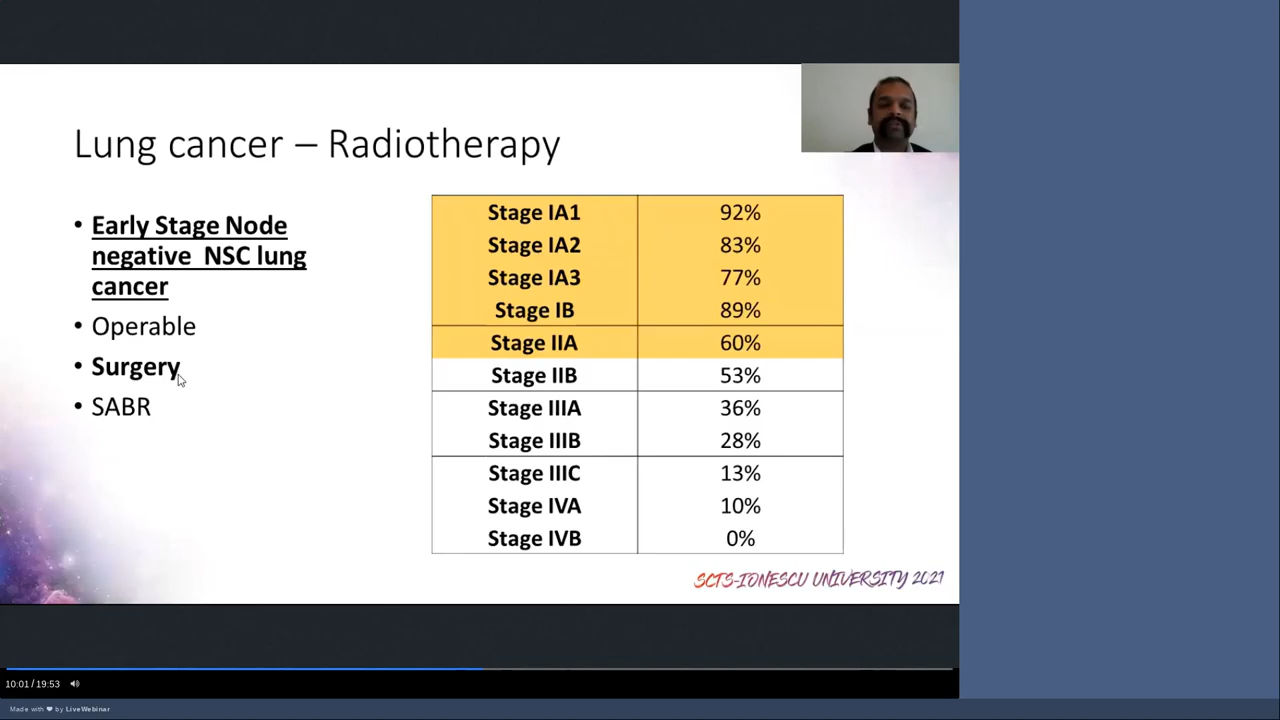 Lung cancer – Radiotherapy
• Early Stage Node
negative NSC lung
cancer
• Operable
• Surgery
• SABR
Stage IA1 92%
Stage IA2 83%
Stage IA3 77%
Stage IB 89%
Stage IIA 60%
Stage IIB 53%
Stage IIIA 36%
Stage IIIB 28%
Stage IIIC 13%
Stage IVA 10%
Stage IVB 0%
SCTS-IONESCU UNIVERSITY 2021
10:01 / 19:53
Made with ❤ by LiveWebinar